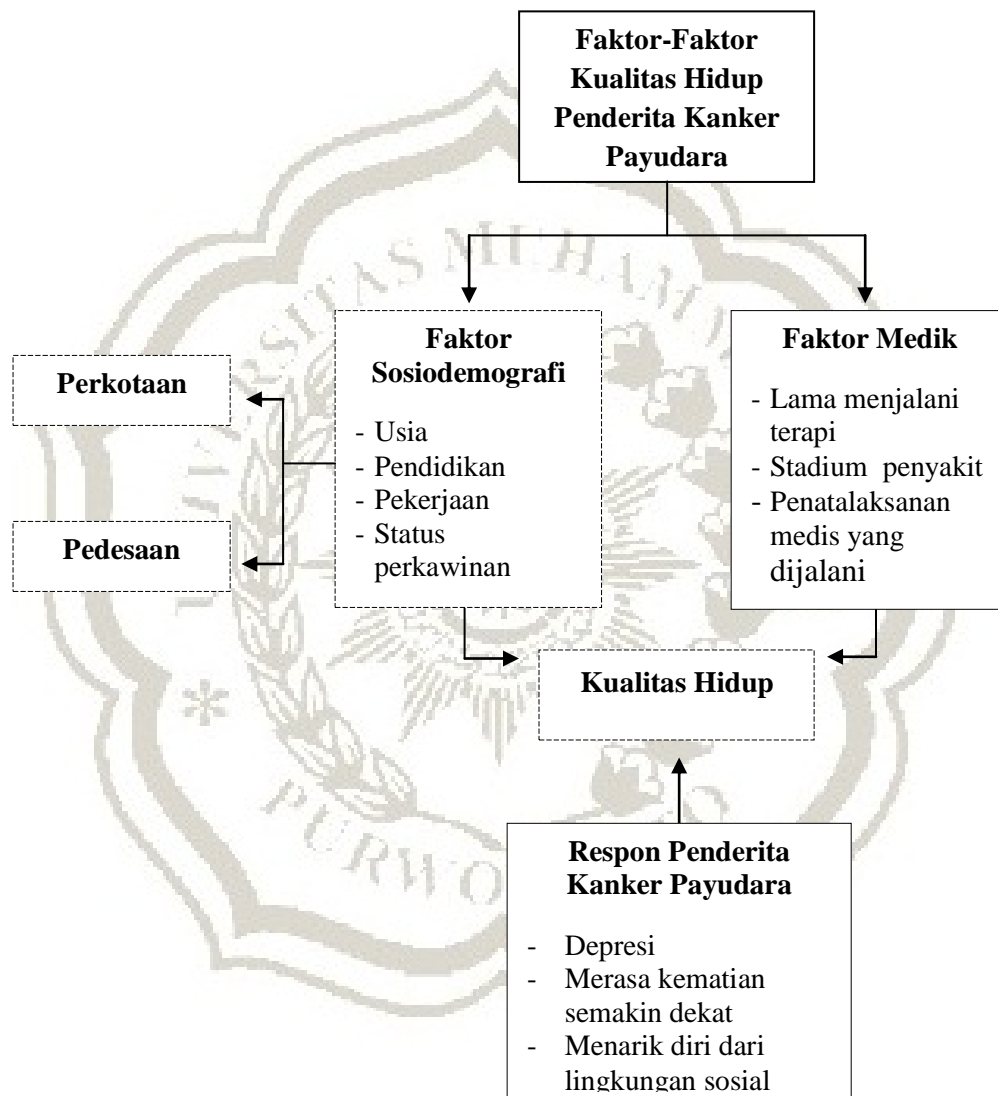 Faktor-Faktor
Kualitas Hidup
Penderita Kanker
Payudara
Faktor
Sosiodemografi
- Usia
- Pendidikan
- Pekerjaan
- Status
perkawinan
Faktor Medik
- Lama menjalani
terapi
- Stadium penyakit
- Penatalaksanan
medis yang
dijalani
Perkotaan
Pedesaan
Kualitas Hidup
Respon Penderita
Kanker Payudara
- Depresi
- Merasa kematian
semakin dekat
- Menarik diri dari
lingkungan sosial